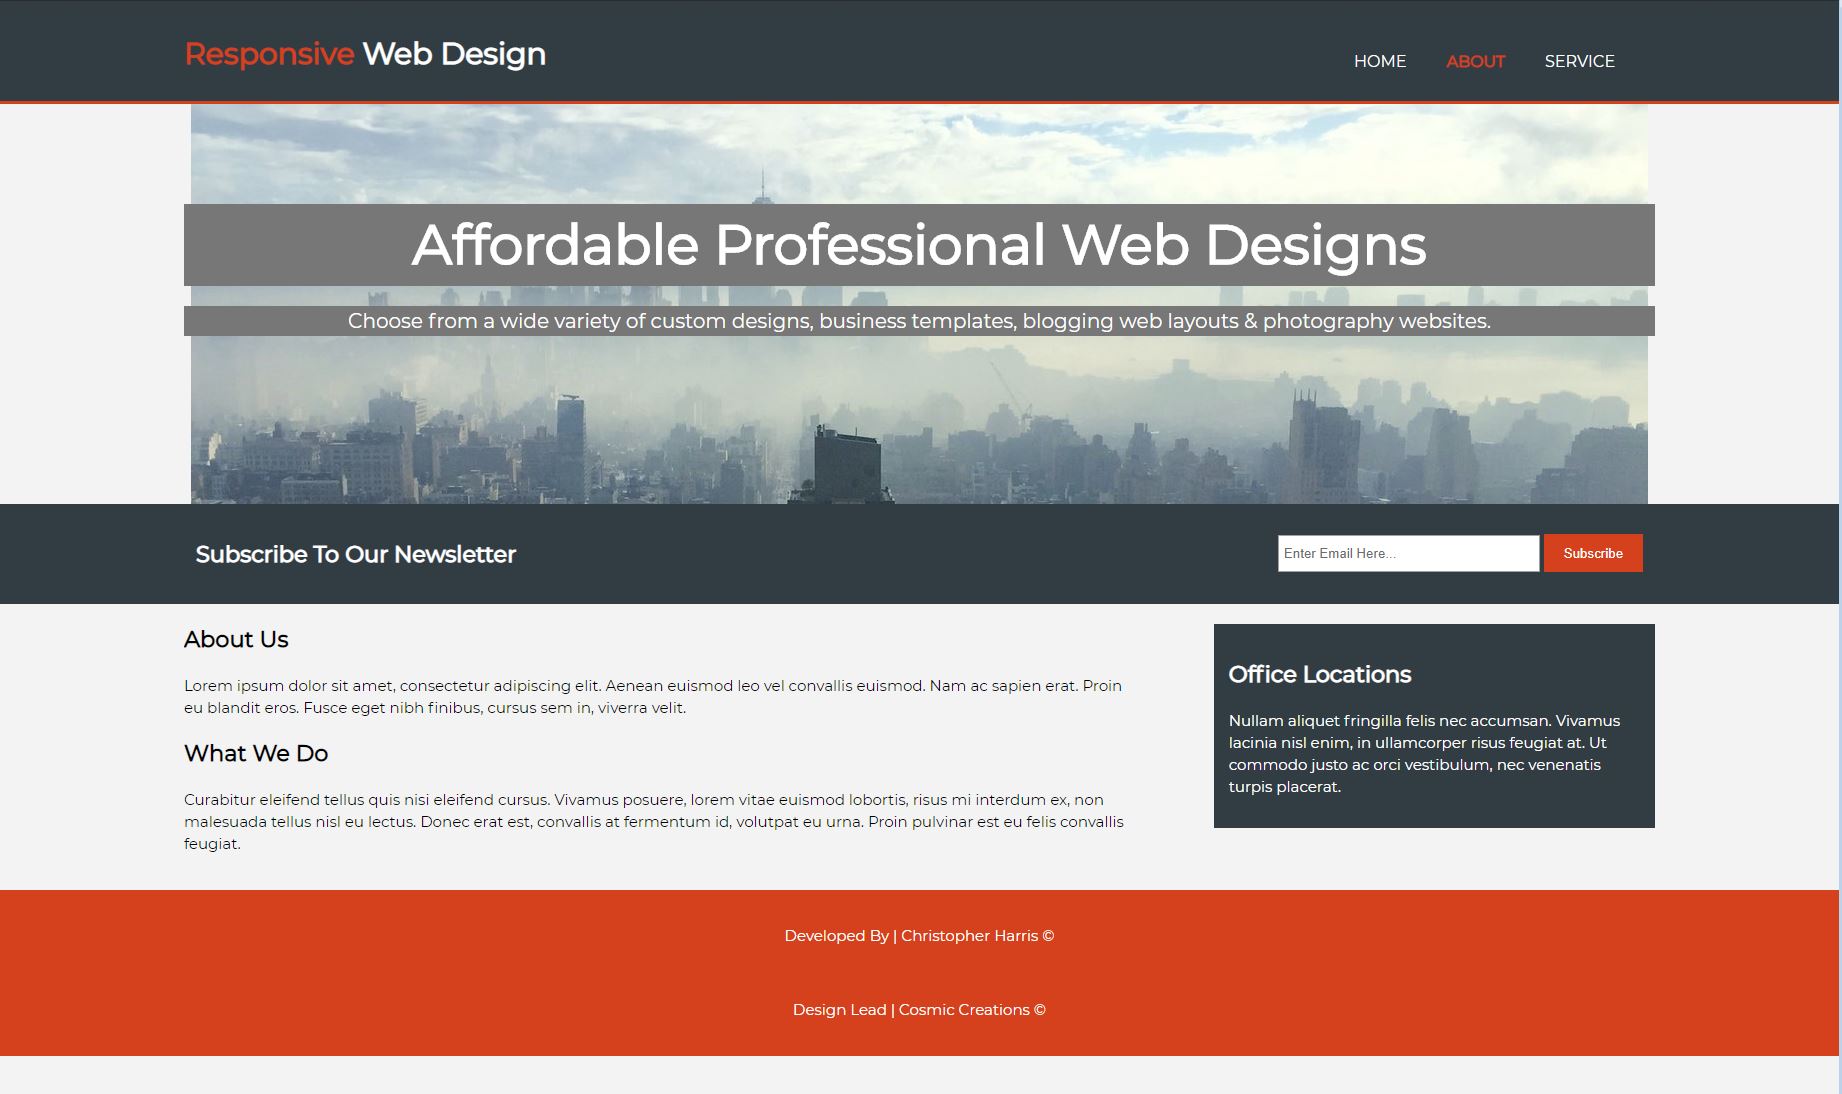 Responsive Web Design
HOME ABOUT SERVICE
Affordable Professional Web Designs
Choose from a wide variety of custom designs, business templates, blogging web layouts & photography websites.
Subscribe To Our Newsletter
Enter Email Here...
Subscribe
About Us
Lorem ipsum dolor sit amet, consectetur adipiscing elit. Aenean euismod leo vel convallis euismod. Nam ac sapien erat. Proin
eu blandit eros. Fusce eget nibh finibus, cursus sem in, viverra velit.
What We Do
Curabitur eleifend tellus quis nisi eleifend cursus. Vivamus posuere, lorem vitae euismod lobortis, risus mi interdum ex, non
malesuada tellus nisl eu lectus. Donec erat est, convallis at fermentum id, volutpat eu urna. Proin pulvinar est eu felis convallis
feugiat.
Office Locations
Nullam aliquet fringilla felis nec accumsan. Vivamus
lacinia nisl enim, in ullamcorper risus feugiat at. Ut
commodo justo ac orci vestibulum, nec venenatis
turpis placerat.
Developed By | Christopher Harris ©
Design Lead | Cosmic Creations ©